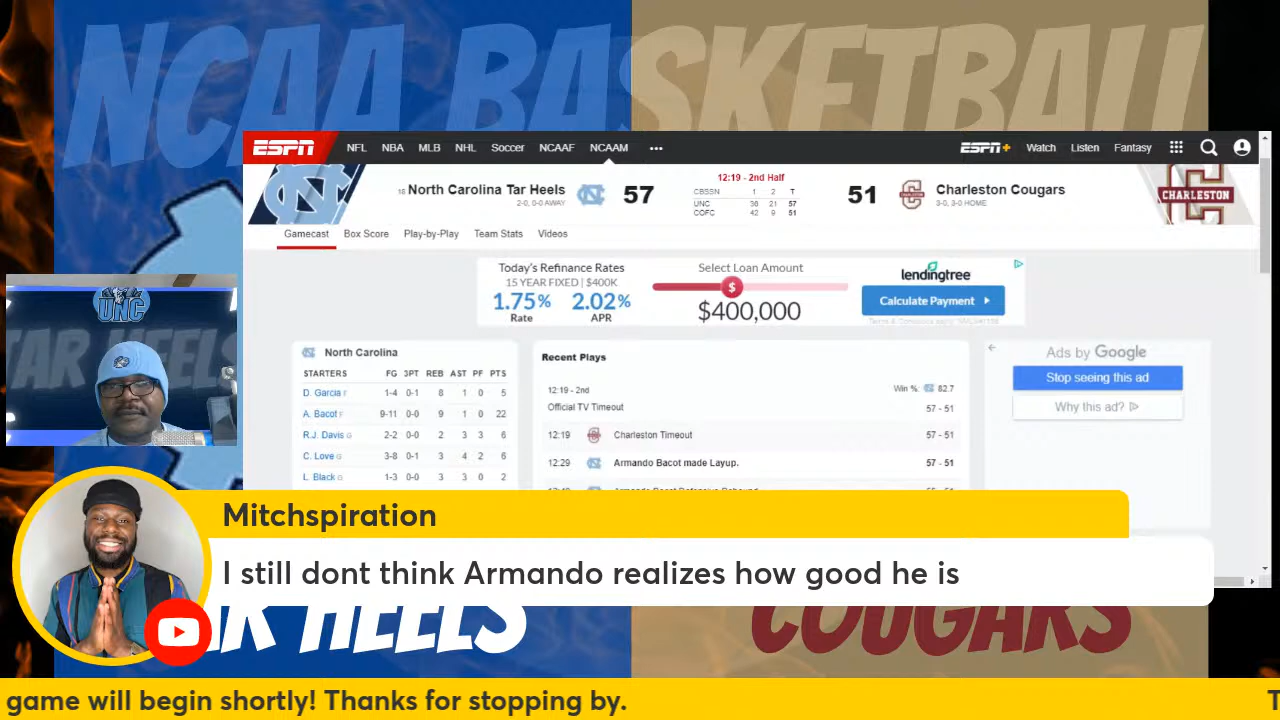 NCAA BASKETBALL
ESPN NFL NBA MLB NHL Soccer NCAAF NCAAM ••• ESPN+ Watch Listen Fantasy
12:19 - 2nd Half
16 North Carolina Tar Heels 57
2-0, 0-0 AWAY
CBSSN 1 2 T
UNC 36 21 57
COFC 42 9 51
51 Charleston Cougars
3-0, 3-0 HOME
CHARLESTON
Gamecast Box Score Play-by-Play Team Stats Videos
Today's Refinance Rates
15 YEAR FIXED | $400K
1.75% 2.02%
Rate APR
Select Loan Amount
$
$400,000
lendingtree
Calculate Payment
North Carolina
STARTERS FG 3PT REB AST PF PTS
D. Garcia F 1-4 0-1 8 1 0 5
A. Bacot F 9-11 0-0 9 1 0 22
R.J. Davis G 2-2 0-0 2 3 3 6
C. Love G 3-8 0-1 3 4 2 6
L. Black G 1-3 0-0 3 3 0 2
Recent Plays
12:19 - 2nd Win %: 82.7
Official TV Timeout 57 - 51
12:19 Charleston Timeout 57 - 51
12:29 Armando Bacot made Layup. 57 - 51
Ads by Google
Stop seeing this ad
Why this ad?
UNC
TAR HEELS
Mitchspiration
I still dont think Armando realizes how good he is
AR HEELS
COUGARS
game will begin shortly! Thanks for stopping by.